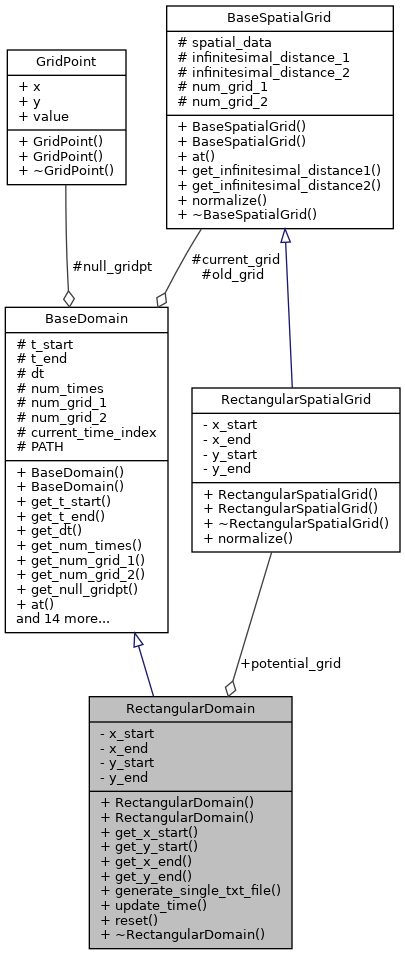 BaseSpatialGrid
# spatial_data
# infinitesimal_distance_1
# infinitesimal_distance_2
# num_grid_1
# num_grid_2
+ BaseSpatialGrid()
+ BaseSpatialGrid()
+ at()
+ get_infinitesimal_distance1()
+ get_infinitesimal_distance2()
+ normalize()
+ ~BaseSpatialGrid()
GridPoint
+ x
+ y
+ value
+ GridPoint()
+ GridPoint()
+ ~GridPoint()
#null_gridpt
#current_grid
#old_grid
BaseDomain
# t_start
# t_end
# dt
# num_times
# num_grid_1
# num_grid_2
# current_time_index
# PATH
+ BaseDomain()
+ BaseDomain()
+ get_t_start()
+ get_t_end()
+ get_dt()
+ get_num_times()
+ get_num_grid_1()
+ get_num_grid_2()
+ get_null_gridpt()
+ at()
and 14 more...
RectangularSpatialGrid
- x_start
- x_end
- y_start
- y_end
+ RectangularSpatialGrid()
+ RectangularSpatialGrid()
+ ~RectangularSpatialGrid()
+ normalize()
+potential_grid
RectangularDomain
- x_start
- x_end
- y_start
- y_end
+ RectangularDomain()
+ RectangularDomain()
+ get_x_start()
+ get_y_start()
+ get_x_end()
+ get_y_end()
+ generate_single_txt_file()
+ update_time()
+ reset()
+ ~RectangularDomain()